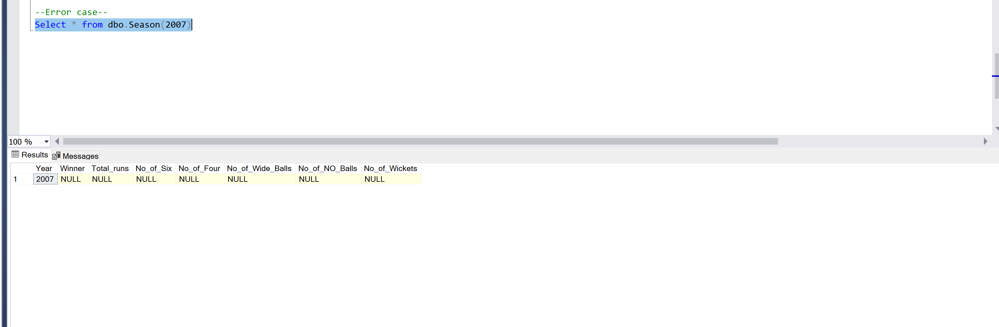 --Error case--
Select * from dbo.Season(2007)
100 %
Results Messages
Year Winner Total_runs No_of_Six No_of_Four No_of_Wide_Balls No_of_NO_Balls No_of_Wickets
1 2007 NULL NULL NULL NULL NULL NULL NULL